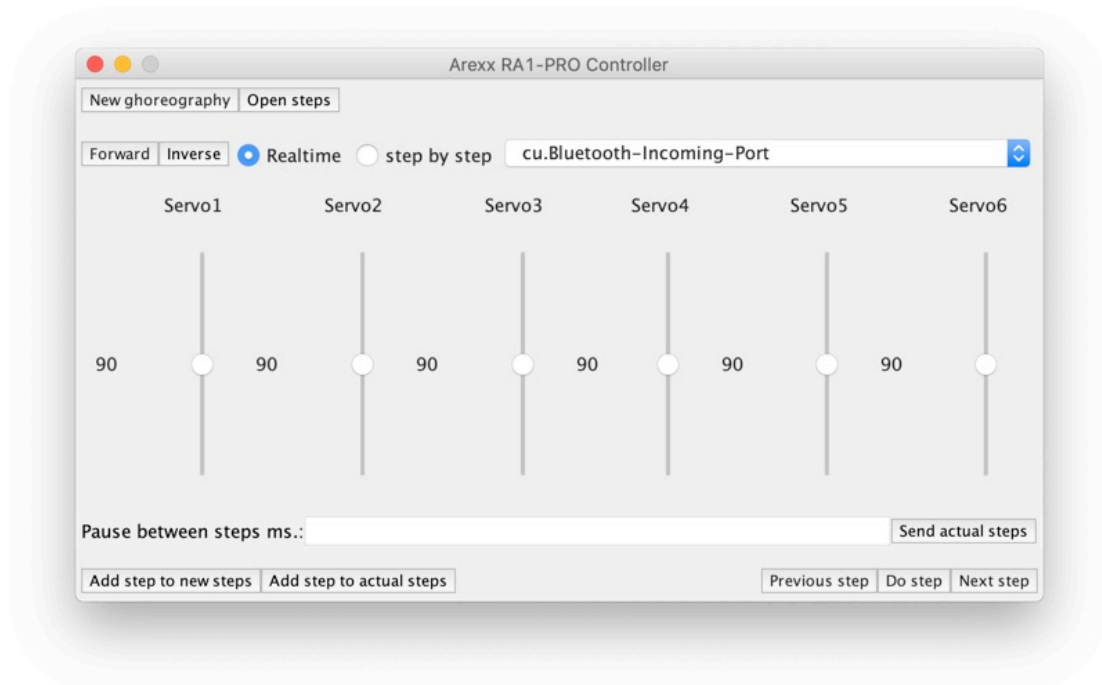 Arexx RA1-PRO Controller
New ghoreography Open steps
Forward Inverse Realtime step by step cu.Bluetooth-Incoming-Port
Servo1 Servo2 Servo3 Servo4 Servo5 Servo6
90 90 90 90 90 90
Pause between steps ms.: Send actual steps
Add step to new steps Add step to actual steps Previous step Do step Next step